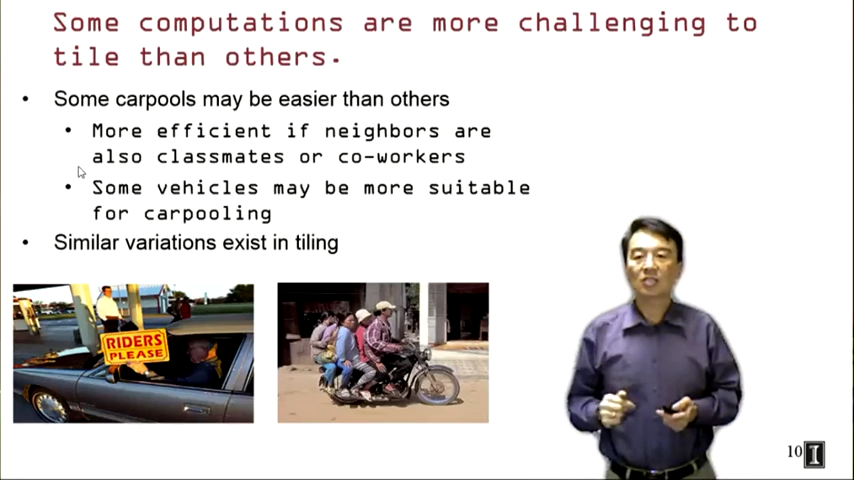 Some computations are more challenging to
tile than others.
• Some carpools may be easier than others
• More efficient if neighbors are
also classmates or co-workers
• Some vehicles may be more suitable
for carpooling
• Similar variations exist in tiling
RIDERS
PLEASE
10 I